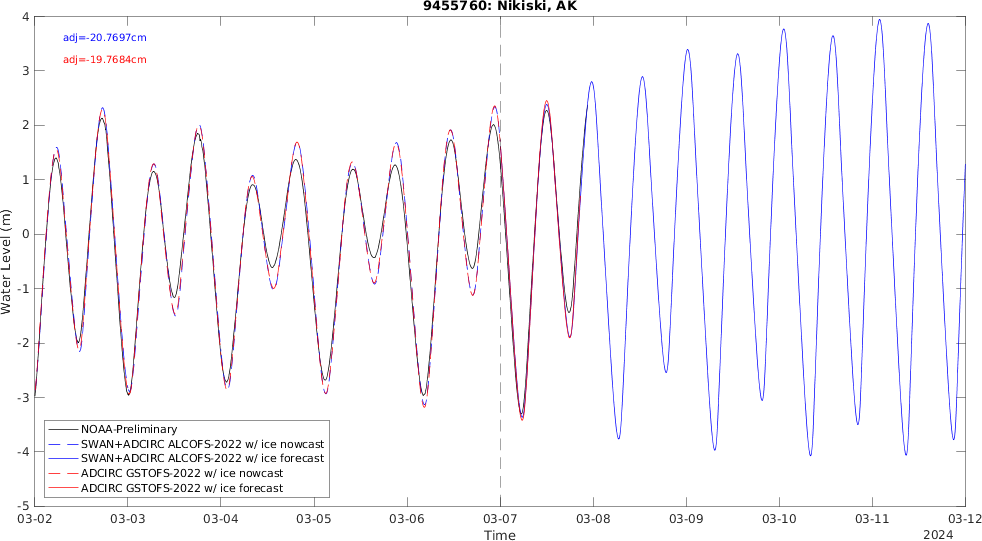 9455760: Nikiski, AK
adj=-20.7697cm
adj=-19.7684cm
4
3
2
1
0
-1
-2
-3
-4
-5
Water Level (m)
NOAA-Preliminary
SWAN+ADCIRC ALCOFS-2022 w/ ice nowcast
SWAN+ADCIRC ALCOFS-2022 w/ ice forecast
ADCIRC GSTOFS-2022 w/ ice nowcast
ADCIRC GSTOFS-2022 w/ ice forecast
03-02 03-03 03-04 03-05 03-06 03-07 03-08 03-09 03-10 03-11 03-12
Time
2024